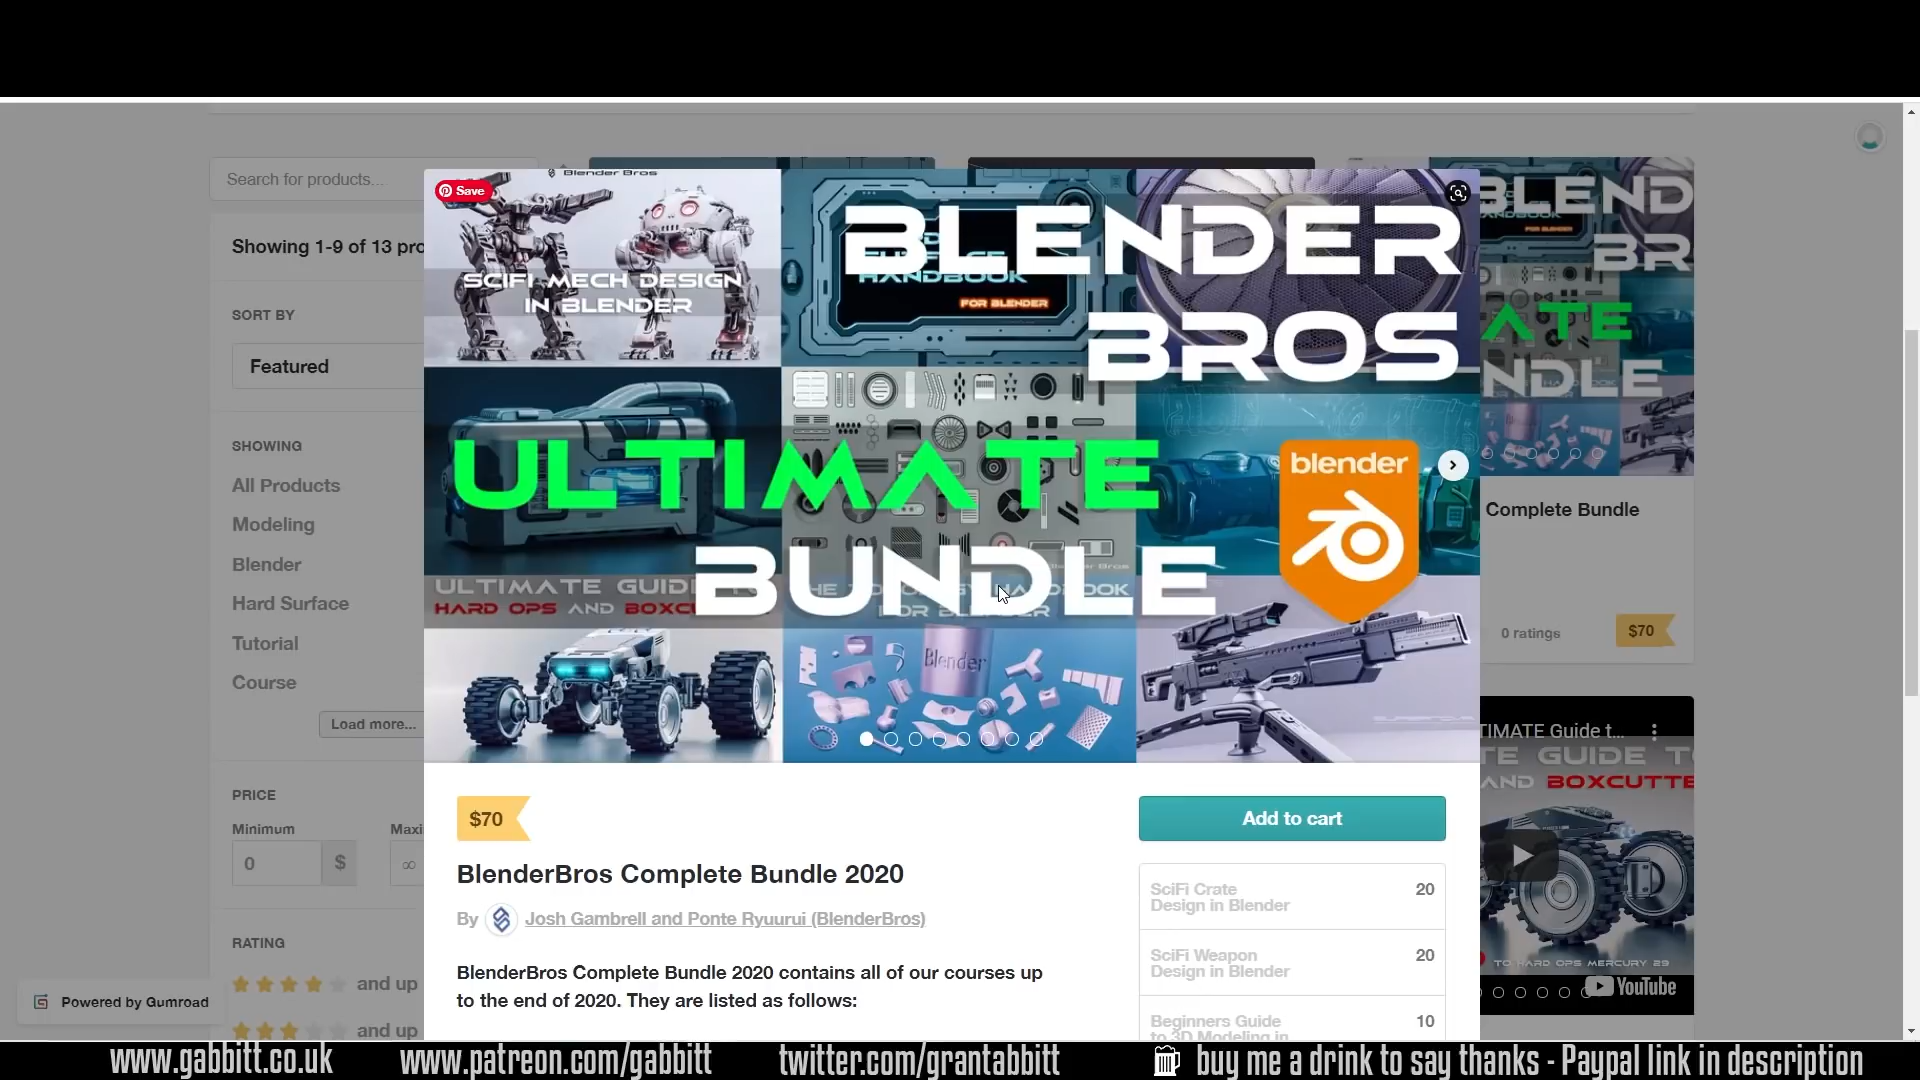 Search for products...
Showing 1-9 of 13 pro
SORT BY
Featured
SHOWING
All Products
Modeling
Blender
Hard Surface
Tutorial
Course
Load more...
PRICE
Minimum
Maxi
0
$
∞
RATING
and up
and up
Powered by Gumroad
Save
Blender Bros
SCIFI MECH DESIGN
IN BLENDER
HANDBOOK
FOR BLENDER
BLENDER
BROS
ULTIMATE
BUNDLE
blender
ULTIMATE GUID
HARD OPS AND BOXCU
Blender
$70
BlenderBros Complete Bundle 2020
By Josh Gambrell and Ponte Ryuurui (BlenderBros)
BlenderBros Complete Bundle 2020 contains all of our courses up
to the end of 2020. They are listed as follows:
Add to cart
SciFi Crate
Design in Blender
20
SciFi Weapon
Design in Blender
20
Beginners Guide
to 3D Modeling in
10
BLEND
BR
ATE
NDLE
Complete Bundle
0 ratings
$70
TIMATE Guide t...
TE GUIDE TO
AND BOXCUTTE
TO HARD OPS MERCURY 29
YouTube
www.gabbitt.co.uk
www.patreon.com/gabbitt
twitter.com/grantabbitt
buy me a drink to say thanks - Paypal link in description